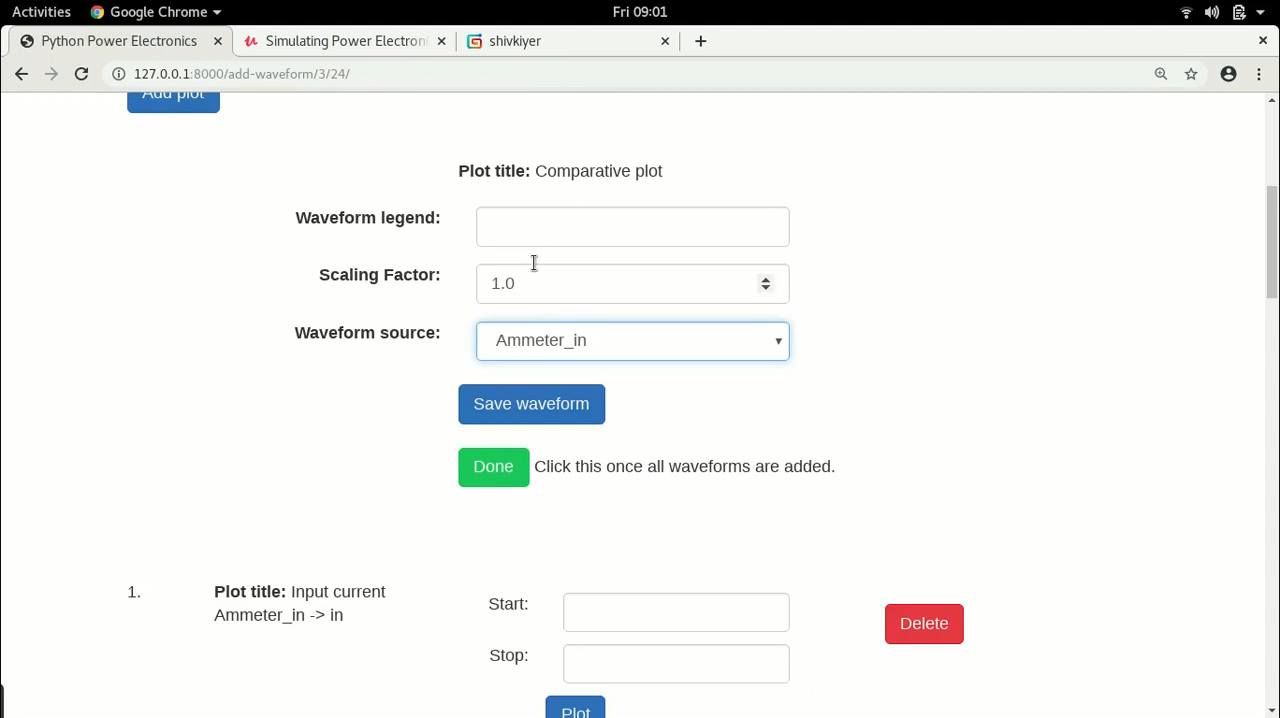 Activities Google Chrome Fri 09:01
Python Power Electronics Simulating Power Electroni shivkiyer
127.0.0.1:8000/add-waveform/3/24/
Add plot
Plot title: Comparative plot
Waveform legend:
Scaling Factor: 1.0
Waveform source: Ammeter_in
Save waveform
Done Click this once all waveforms are added.
1. Plot title: Input current Start:
Ammeter_in -> in Delete
Stop:
Plot